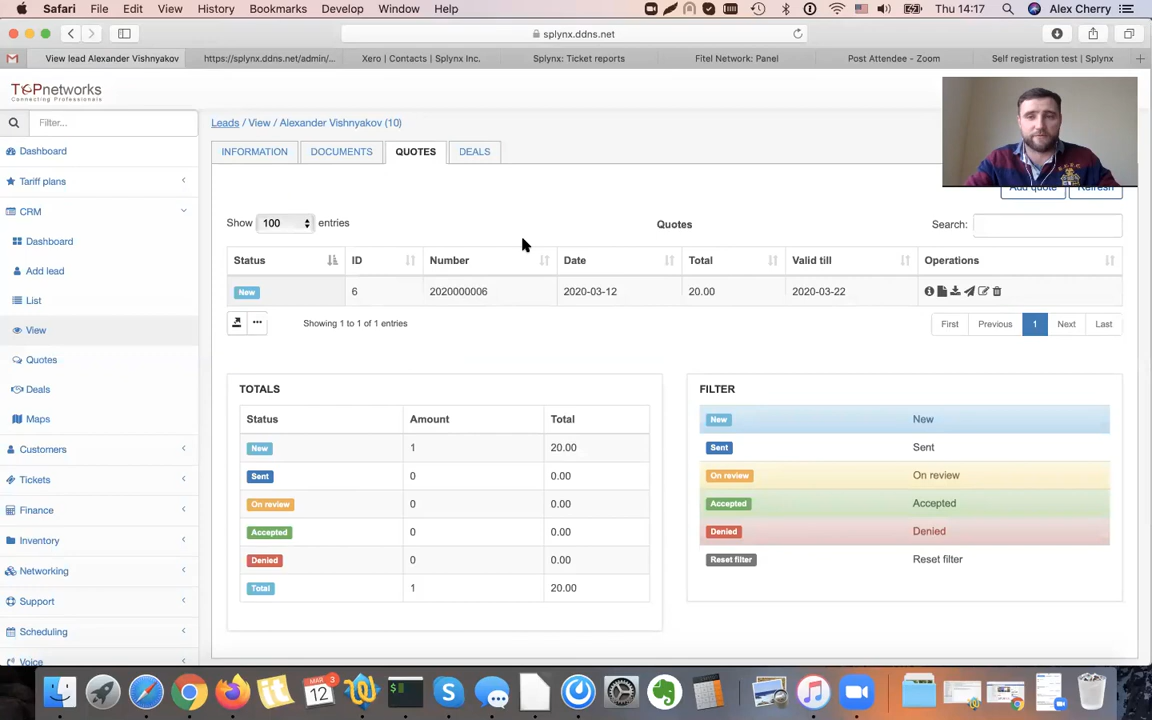 Safari File Edit View History Bookmarks Develop Window Help Thu 14:17 Alex Cherry
splynx.ddns.net
View lead Alexander Vishnyakov https://splynx.ddns.net/admin/... Xero | Contacts | Splynx Inc. Splynx: Ticket reports Fitel Network: Panel Post Attendee - Zoom Self registration test | Splynx
TOPnetworks
Connecting Professionals
Filter...
Leads / View / Alexander Vishnyakov (10)
INFORMATION DOCUMENTS QUOTES DEALS
Add quote Refresh
Dashboard
Tariff plans
CRM
Dashboard
Add lead
List
View
Quotes
Deals
Maps
Customers
Tickets
Finance
Inventory
Networking
Support
Scheduling
Voice
Show 100 entries Quotes Search:
Status ID Number Date Total Valid till Operations
New 6 2020000006 2020-03-12 20.00 2020-03-22
Showing 1 to 1 of 1 entries First Previous 1 Next Last
TOTALS
Status Amount Total
New 1 20.00
Sent 0 0.00
On review 0 0.00
Accepted 0 0.00
Denied 0 0.00
Total 1 20.00
FILTER
New New
Sent Sent
On review On review
Accepted Accepted
Denied Denied
Reset filter Reset filter
MAR 3
12